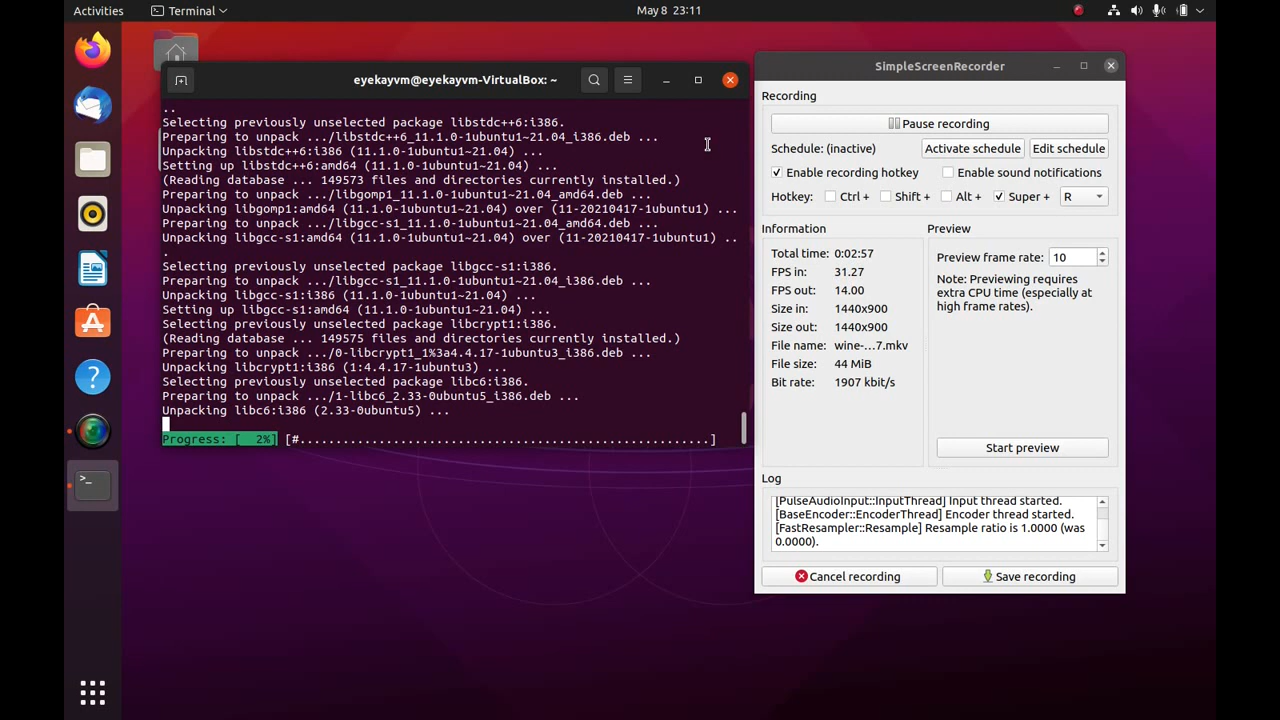 Activities
Terminal
May 8 23:11
eyekayvm@eyekayvm-VirtualBox: ~
..
Selecting previously unselected package libstdc++6:i386.
Preparing to unpack .../libstdc++6_11.1.0-1ubuntu1~21.04_i386.deb ...
Unpacking libstdc++6:i386 (11.1.0-1ubuntu1~21.04) ...
Setting up libstdc++6:amd64 (11.1.0-1ubuntu1~21.04) ...
(Reading database ... 149573 files and directories currently installed.)
Preparing to unpack .../libgomp1_11.1.0-1ubuntu1~21.04_amd64.deb ...
Unpacking libgomp1:amd64 (11.1.0-1ubuntu1~21.04) over (11-20210417-1ubuntu1) ...
Preparing to unpack .../libgcc-s1_11.1.0-1ubuntu1~21.04_amd64.deb ...
Unpacking libgcc-s1:amd64 (11.1.0-1ubuntu1~21.04) over (11-20210417-1ubuntu1) ..
.
Selecting previously unselected package libgcc-s1:i386.
Preparing to unpack .../libgcc-s1_11.1.0-1ubuntu1~21.04_i386.deb ...
Unpacking libgcc-s1:i386 (11.1.0-1ubuntu1~21.04) ...
Setting up libgcc-s1:amd64 (11.1.0-1ubuntu1~21.04) ...
Selecting previously unselected package libcrypt1:i386.
(Reading database ... 149575 files and directories currently installed.)
Preparing to unpack .../0-libcrypt1_1%3a4.4.17-1ubuntu3_i386.deb ...
Unpacking libcrypt1:i386 (1:4.4.17-1ubuntu3) ...
Selecting previously unselected package libc6:i386.
Preparing to unpack .../1-libc6_2.33-0ubuntu5_i386.deb ...
Unpacking libc6:i386 (2.33-0ubuntu5) ...
Progress: [  2%] [#.........................................................]
SimpleScreenRecorder
Recording
Pause recording
Schedule: (inactive) Activate schedule Edit schedule
Enable recording hotkey Enable sound notifications
Hotkey: Ctrl + Shift + Alt + Super + R
Information
Total time: 0:02:57
FPS in: 31.27
FPS out: 14.00
Size in: 1440x900
Size out: 1440x900
File name: wine-...7.mkv
File size: 44 MiB
Bit rate: 1907 kbit/s
Preview
Preview frame rate: 10
Note: Previewing requires
extra CPU time (especially at
high frame rates).
Start preview
Log
[PulseAudioInput::InputThread] Input thread started.
[BaseEncoder::EncoderThread] Encoder thread started.
[FastResampler::Resample] Resample ratio is 1.0000 (was
0.0000).
Cancel recording Save recording